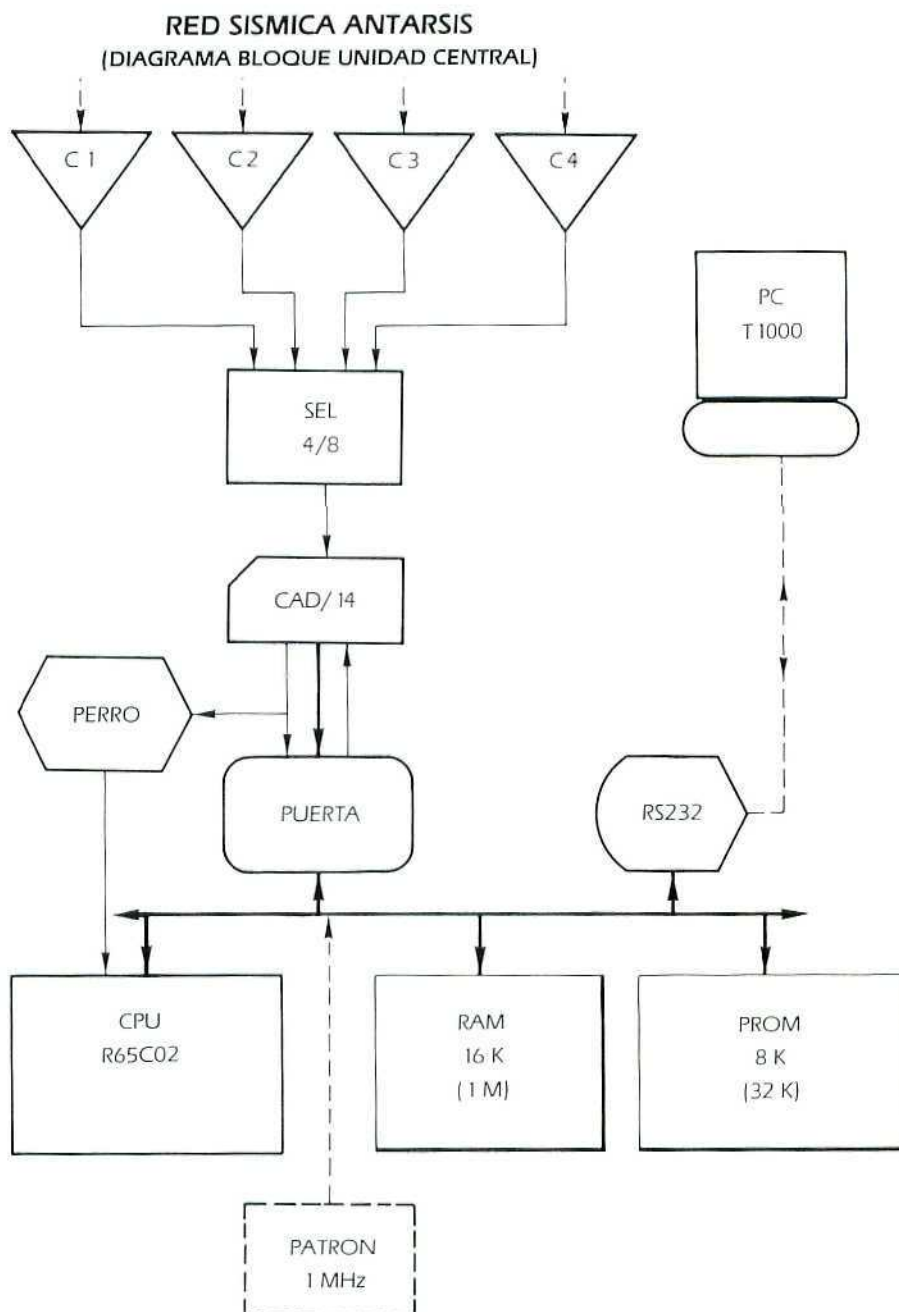 RED SISMICA ANTARSIS
(DIAGRAMA BLOQUE UNIDAD CENTRAL)
C 1
C 2
C 3
C 4
PC
T1000
SEL
4/8
CAD/ 14
PERRO
PUERTA
RS232
CPU
R65C02
RAM
16 K
( 1 M)
PROM
8 K
(32 K)
PATRON
1 MHz